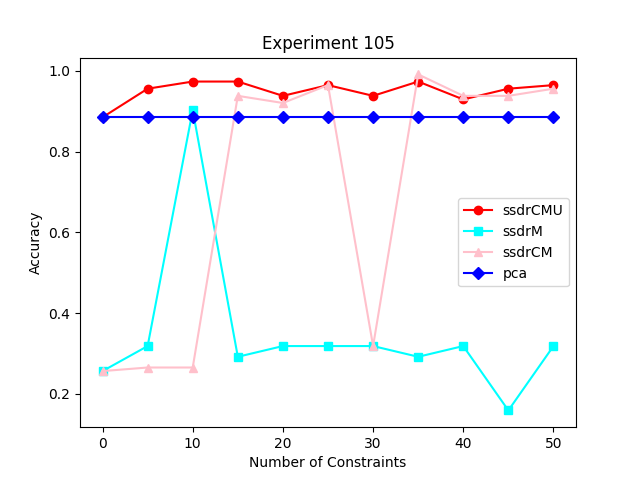 Experiment 105
1.0
0.8
0.6
0.4
0.2
Accuracy
ssdrCMU
ssdrM
ssdrCM
pca
0 10 20 30 40 50
Number of Constraints